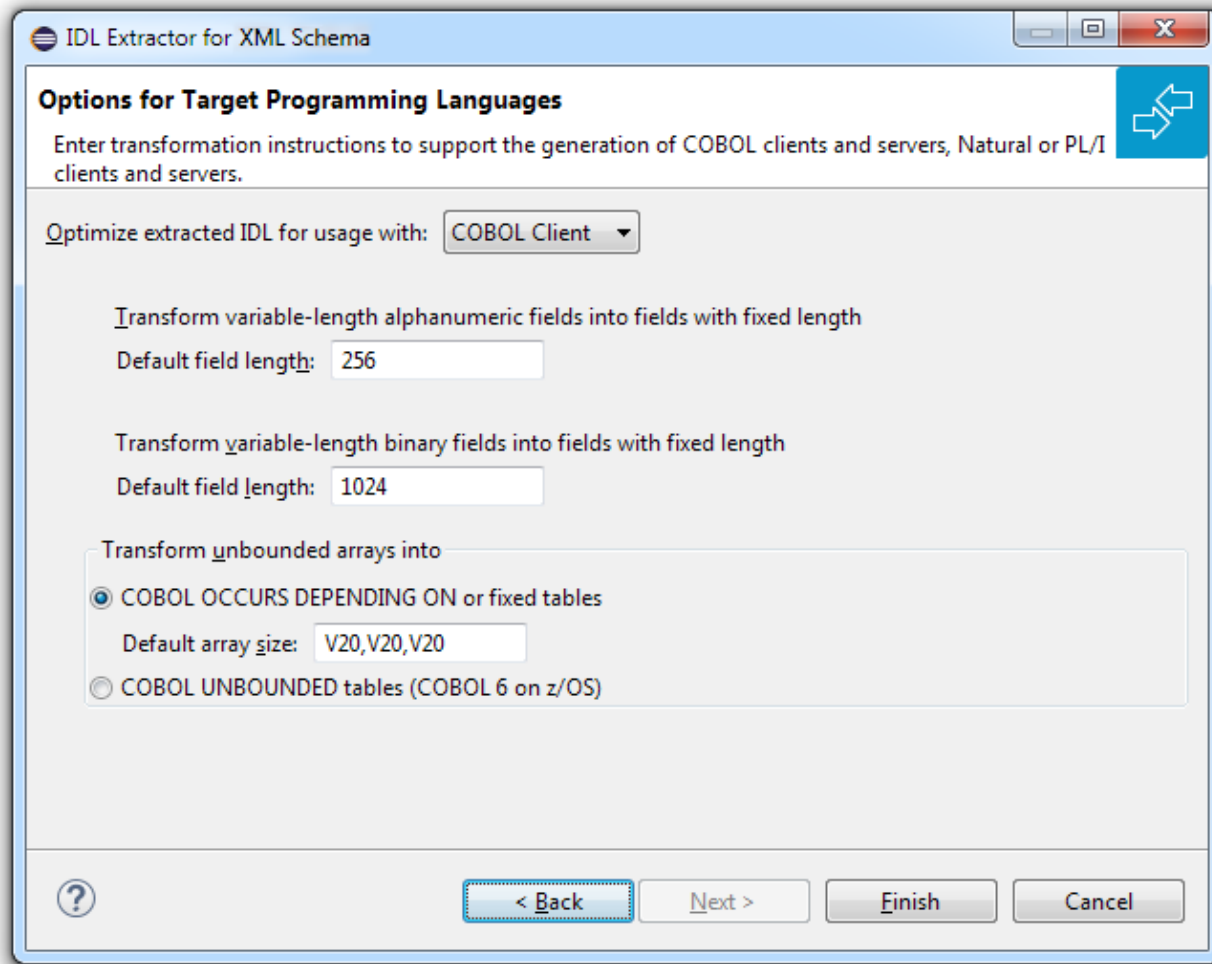 IDL Extractor for XML Schema
Options for Target Programming Languages
Enter transformation instructions to support the generation of COBOL clients and servers, Natural or PL/I
clients and servers.
Optimize extracted IDL for usage with: COBOL Client
Transform variable-length alphanumeric fields into fields with fixed length
Default field length: 256
Transform variable-length binary fields into fields with fixed length
Default field length: 1024
Transform unbounded arrays into
COBOL OCCURS DEPENDING ON or fixed tables
Default array size: V20,V20,V20
COBOL UNBOUNDED tables (COBOL 6 on z/OS)
? < Back Next > Finish Cancel